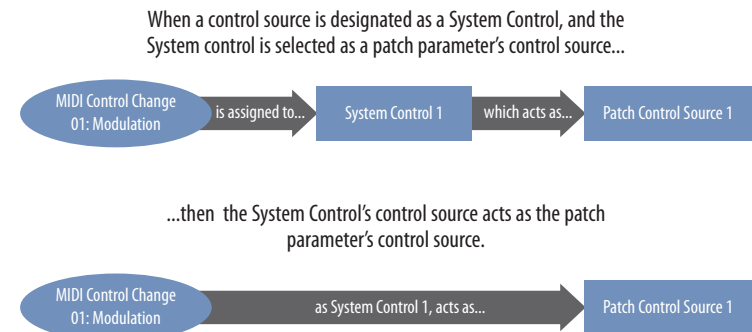 When a control source is designated as a System Control, and the
System control is selected as a patch parameter's control source...
MIDI Control Change
01: Modulation
is assigned to...
System Control 1
which acts as...
Patch Control Source 1
...then the System Control's control source acts as the patch
parameter's control source.
MIDI Control Change
01: Modulation
as System Control 1, acts as...
Patch Control Source 1